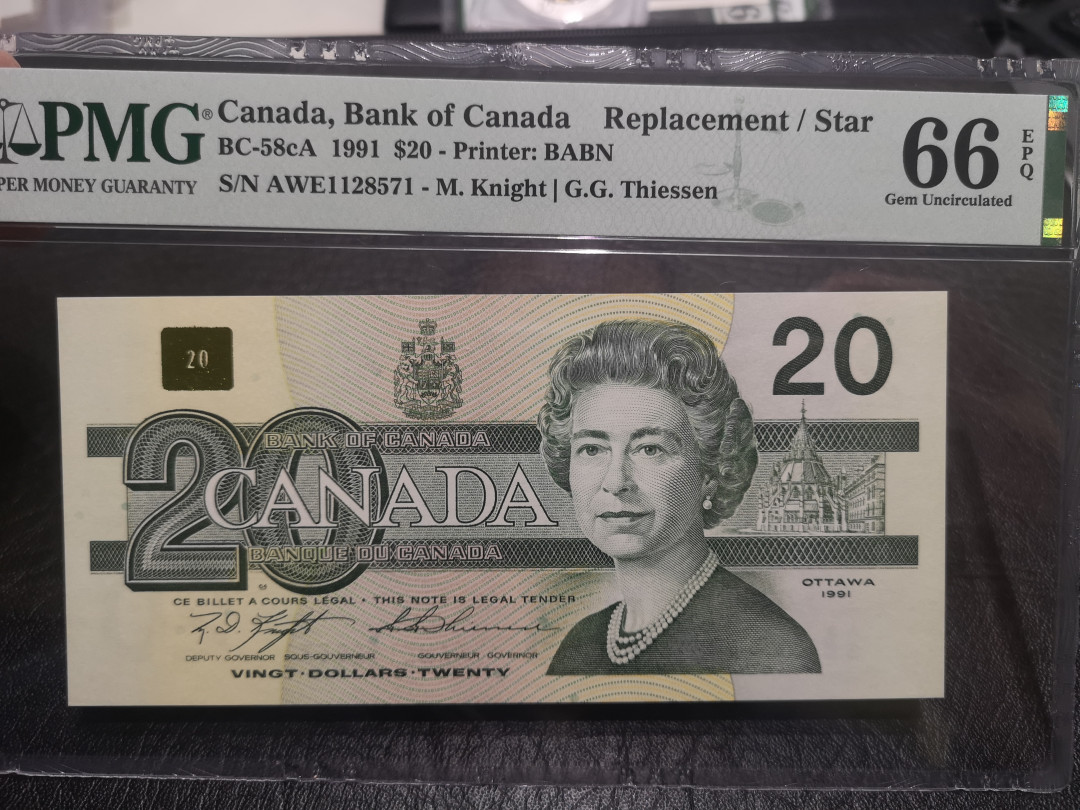 PMG® Canada, Bank of Canada Replacement / Star
BC-58cA 1991 $20 - Printer: BABN
PER MONEY GUARANTY S/N AWE1128571 - M. Knight | G.G. Thiessen
66 EPQ
Gem Uncirculated
20
20
20
BANK OF CANADA
CANADA
BANQUE DU CANADA
OTTAWA
1991
CE BILLET A COURS LÉGAL • THIS NOTE IS LEGAL TENDER
DEPUTY GOVERNOR SOUS-GOUVERNEUR GOUVERNEUR GOVERNOR
VINGT·DOLLARS·TWENTY